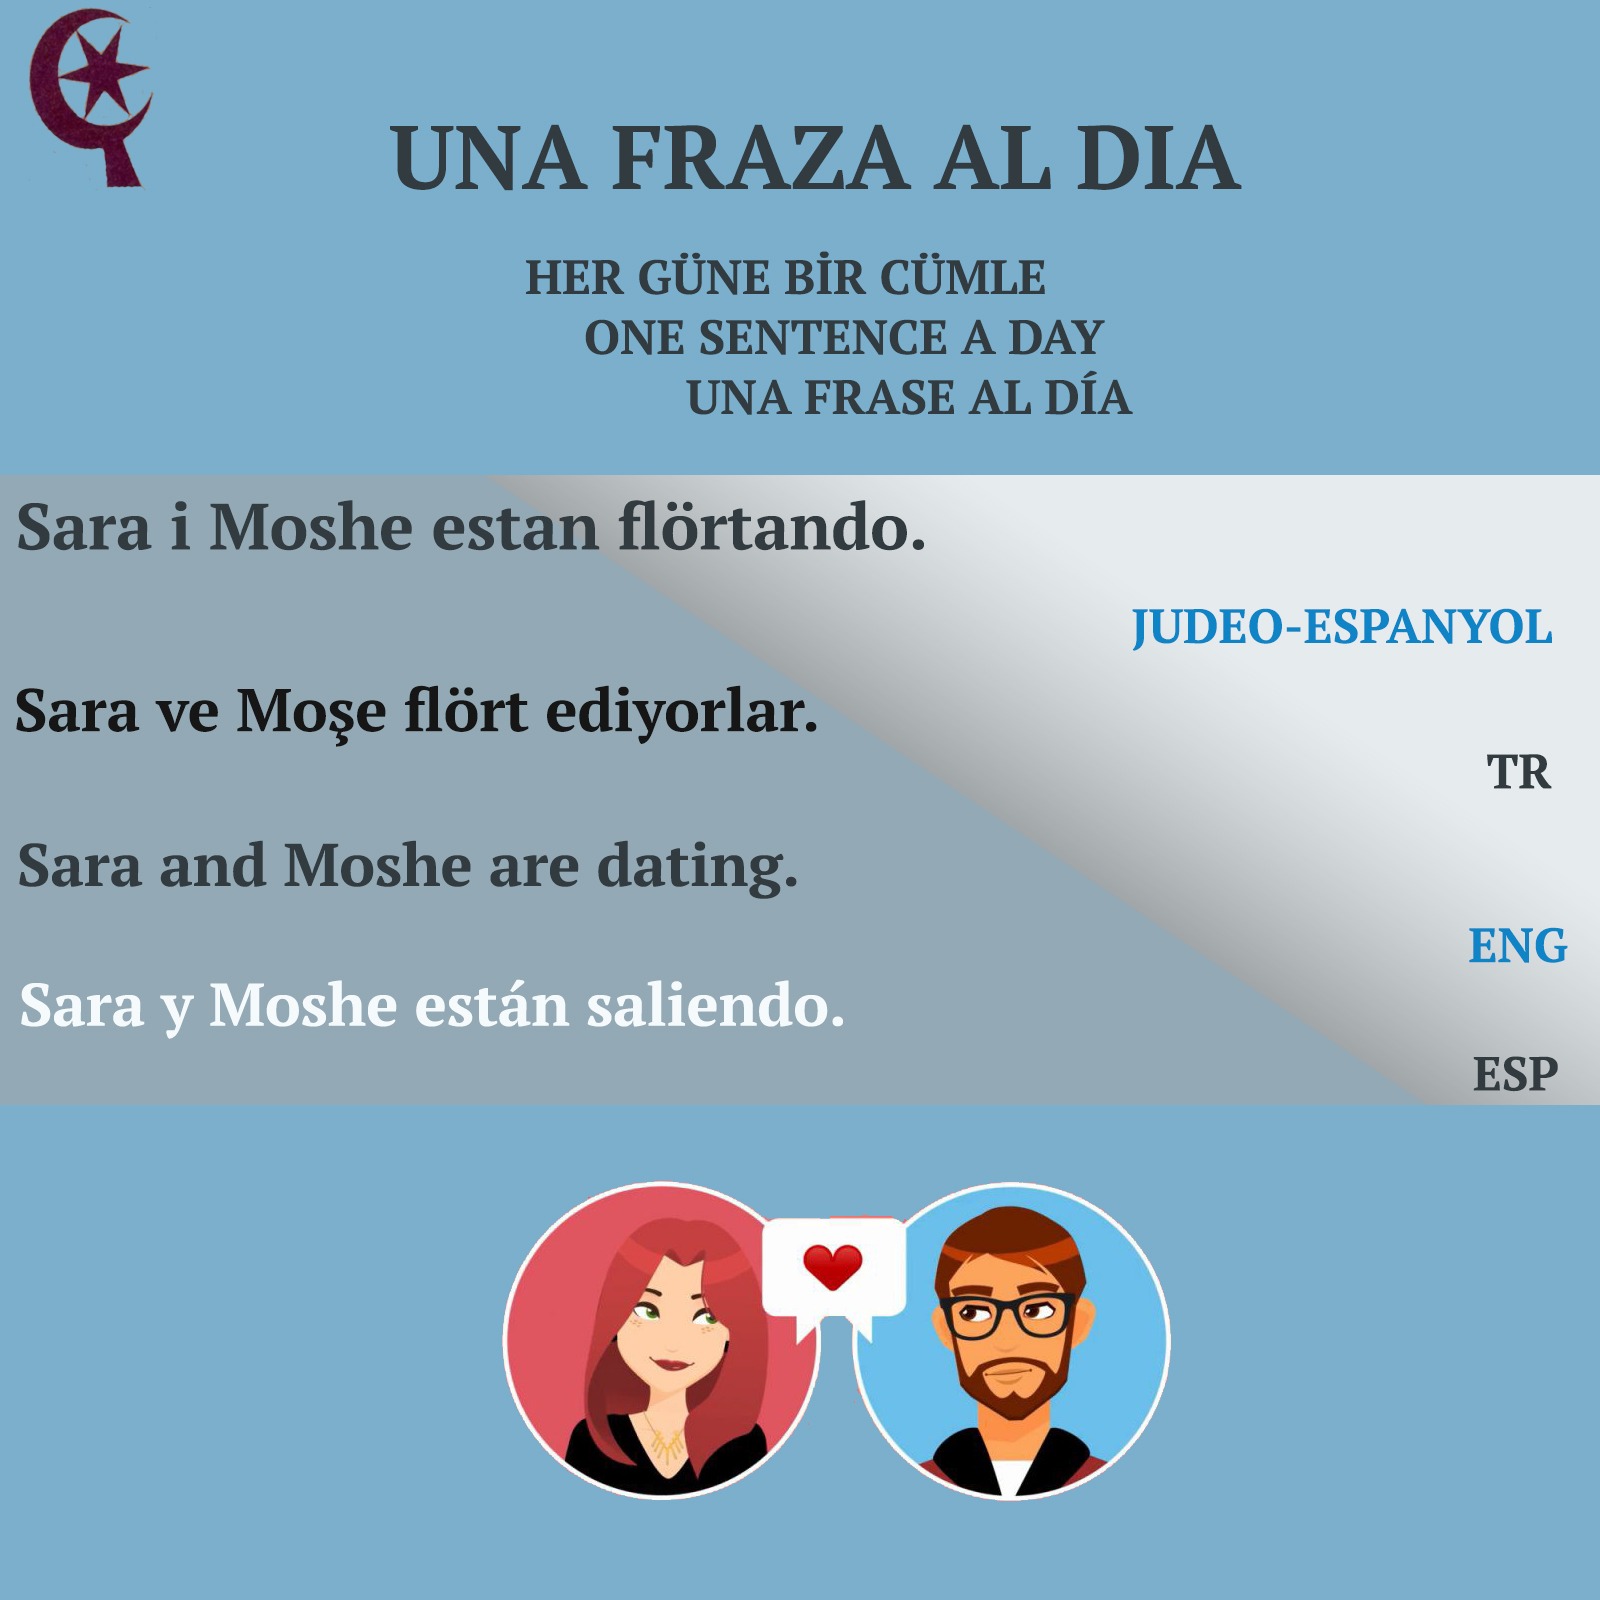 UNA FRAZA AL DIA
HER GÜNE BİR CÜMLE
ONE SENTENCE A DAY
UNA FRASE AL DÍA
Sara i Moshe estan flörtando.
JUDEO-ESPANYOL
Sara ve Moşe flört ediyorlar.
TR
Sara and Moshe are dating.
ENG
Sara y Moshe están saliendo.
ESP